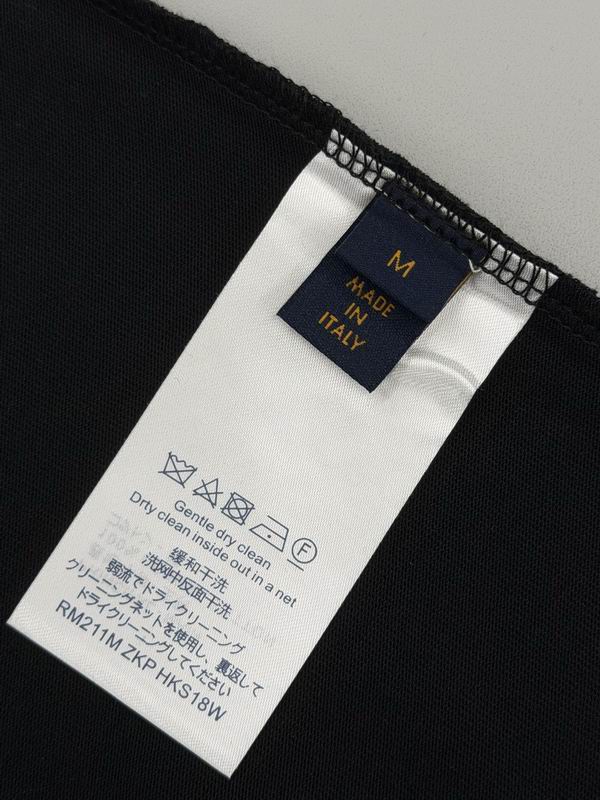 M
MADE
IN
ITALY
F
Gentle dry clean
Drty clean inside out in a net
缓和干洗
洗网中反面干洗
弱流でドライクリーニング
クリーニングネットを使用し、裏返して
ドライクリーニングしてください
RM211M ZKP HKS18W